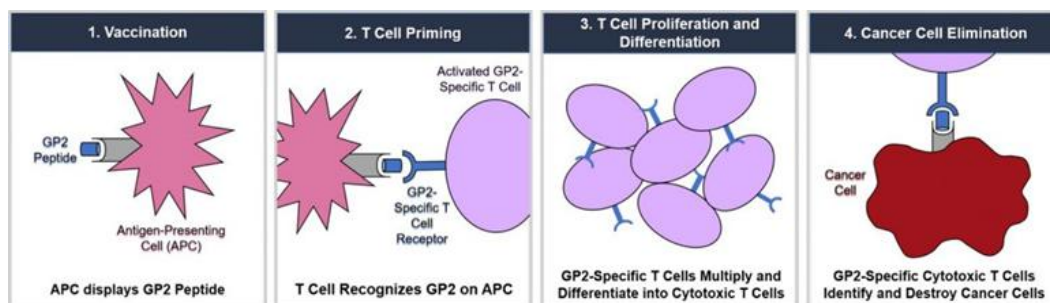 1. Vaccination
GP2
Peptide
Antigen-Presenting
Cell (APC)
APC displays GP2 Peptide
2. T Cell Priming
Activated GP2-
Specific T Cell
GP2-
Specific T
Cell
Receptor
T Cell Recognizes GP2 on APC
3. T Cell Proliferation and
Differentiation
GP2-Specific T Cells Multiply and
Differentiate into Cytotoxic T Cells
4. Cancer Cell Elimination
Cancer
Cell
GP2-Specific Cytotoxic T Cells
Identify and Destroy Cancer Cells